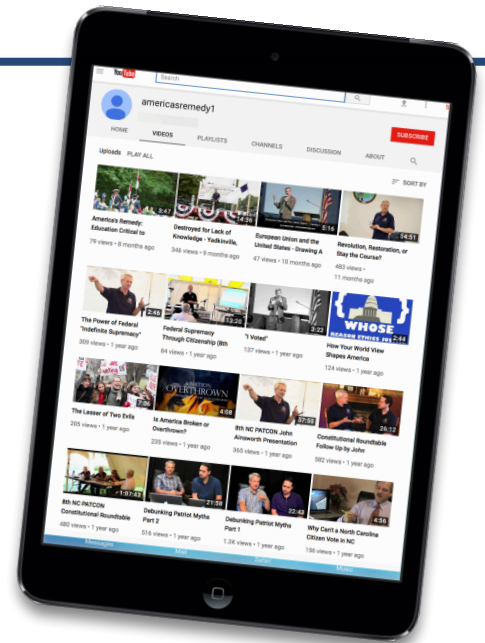 YouTube
Search
americasremedy1
SUBSCRIBE
HOME VIDEOS PLAYLISTS CHANNELS DISCUSSION ABOUT
Uploads PLAY ALL
SORT BY
2:47 14:36 5:16 54:51
America's Remedy:
Education Critical to
79 views • 8 months ago
Destroyed for Lack of
Knowledge - Yadkinville,
346 views • 9 months ago
European Union and the
United States - Drawing A
47 views • 10 months ago
Revolution, Restoration, or
Stay the Course?
483 views •
11 months ago
2:46 13:20 3:22
WHOSE
REASON ETHICS JUS
2:44
The Power of Federal
"Indefinite Supremacy"
309 views • 1 year ago
Federal Supremacy
Through Citizenship (8th
84 views • 1 year ago
"I Voted"
137 views • 1 year ago
How Your World View
Shapes America
124 views • 1 year ago
NATION
OVERTHROWN
4:08 37:50 26:12
The Lesser of Two Evils
205 views • 1 year ago
Is America Broken or
Overthrown?
235 views • 1 year ago
8th NC PATCON John
Ainsworth Presentation
365 views • 1 year ago
Constitutional Roundtable
Follow Up by John
582 views • 1 year ago
1:07:43 21:58 22:43 4:56
8th NC PATCON
Constitutional Roundtable
480 views • 1 year ago
Debunking Patriot Myths
Part 2
516 views • 1 year ago
Debunking Patriot Myths
Part 1
1.3K views • 1 year ago
Why Can't a North Carolina
Citizen Vote in NC
156 views • 1 year ago
Messages Mail Safari Music